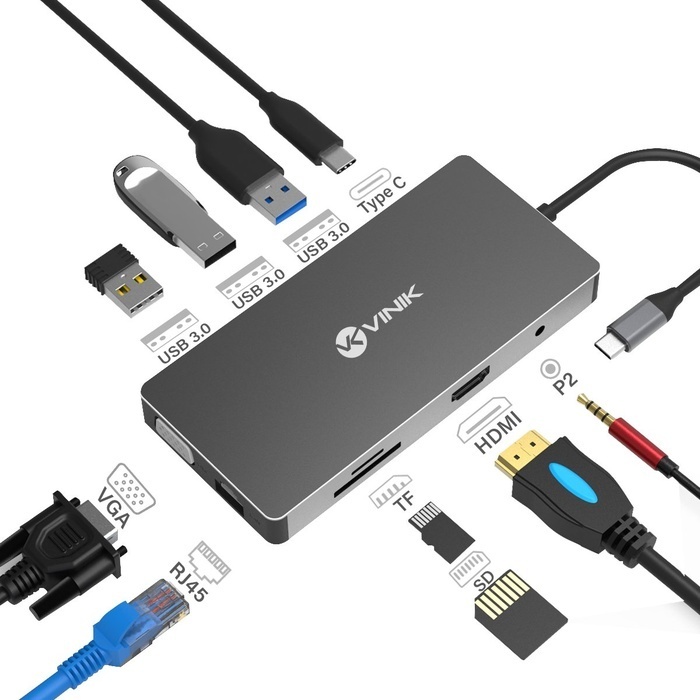 Type C
USB 3.0
USB 3.0
USB 3.0
VINIK
P2
HDMI
VGA
TF
RJ45
SD